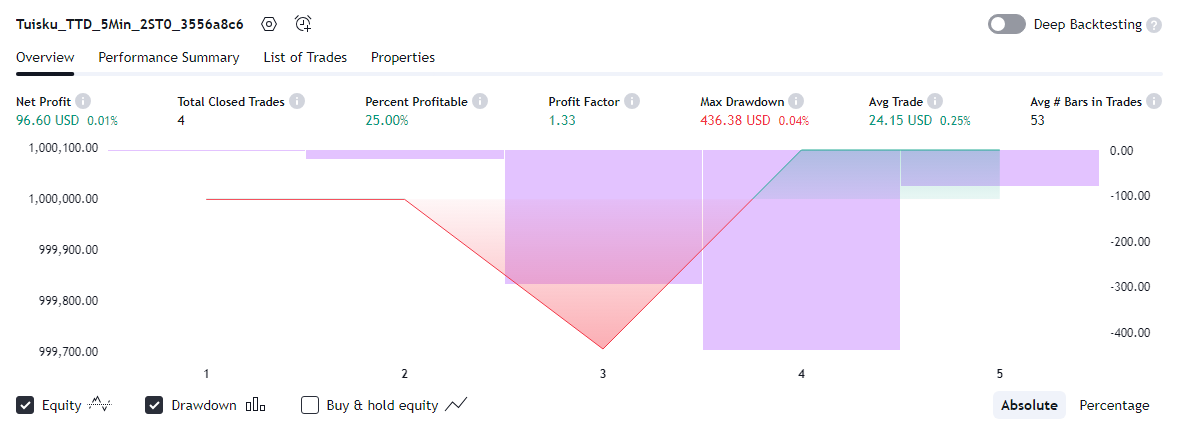 Tuisku_TTD_5Min_2ST0_3556a8c6 Deep Backtesting ?
Overview Performance Summary List of Trades Properties
Net Profit Total Closed Trades Percent Profitable Profit Factor Max Drawdown Avg Trade Avg # Bars in Trades
96.60 USD 0.01% 4 25.00% 1.33 436.38 USD 0.04% 24.15 USD 0.25% 53
1,000,100.00 0.00
1,000,000.00 -100.00
999,900.00 -200.00
999,800.00 -300.00
999,700.00 -400.00
1 2 3 4 5
Equity Drawdown Buy & hold equity Absolute Percentage